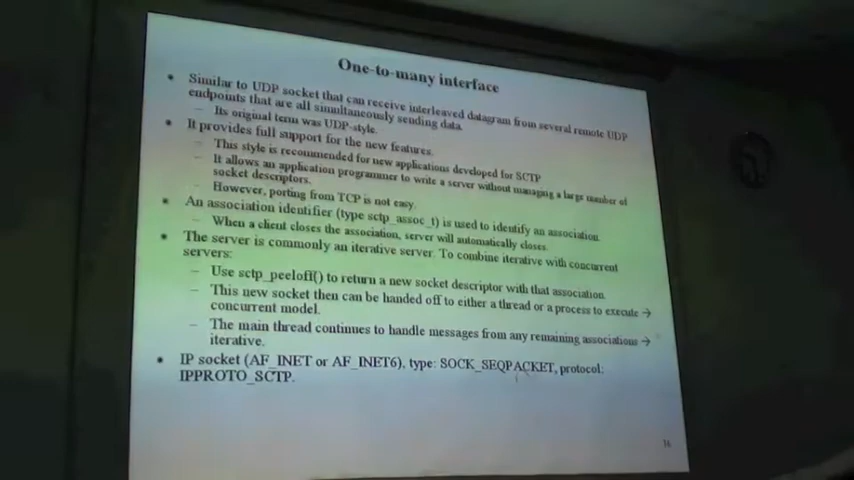 One-to-many interface
• Similar to UDP socket that can receive interleaved datagram from several remote UDP
endpoints that are all simultaneously sending data.
– Its original term was UDP-style.
• It provides full support for the new features.
– This style is recommended for new applications developed for SCTP
– It allows an application programmer to write a server without managing a large number of
socket descriptors.
– However, porting from TCP is not easy.
• An association identifier (type sctp_assoc_t) is used to identify an association.
– When a client closes the association, server will automatically closes.
• The server is commonly an iterative server. To combine iterative with concurrent
servers:
– Use sctp_peeloff() to return a new socket descriptor with that association.
– This new socket then can be handed off to either a thread or a process to execute →
concurrent model.
– The main thread continues to handle messages from any remaining associations →
iterative.
• IP socket (AF_INET or AF_INET6), type: SOCK_SEQPACKET, protocol:
IPPROTO_SCTP.
16